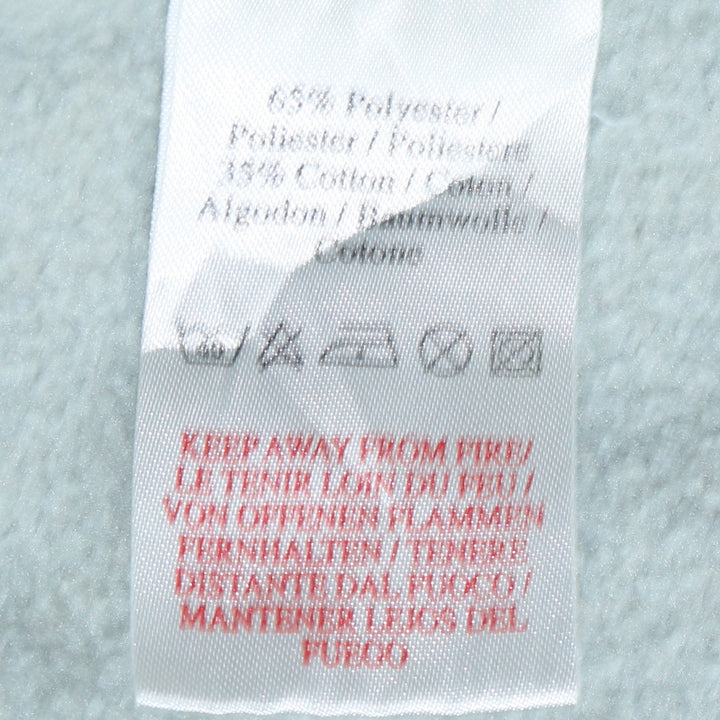 65% Polyester /
Poliester / Poliestere
35% Cotton / Coton /
Algodon / Baumwolle /
Cotone
40
KEEP AWAY FROM FIRE/
LE TENIR LOIN DU FEU /
VON OFFENEN FLAMMEN
FERNHALTEN / TENERE
DISTANTE DAL FUOCO /
MANTENER LEJOS DEL
FUEGO